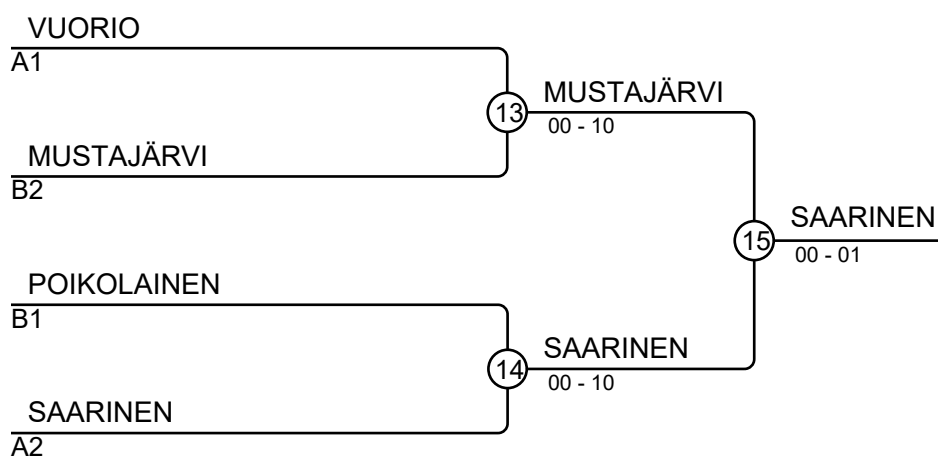 VUORIO
A1
13
MUSTAJÄRVI
00 - 10
MUSTAJÄRVI
B2
15
SAARINEN
00 - 01
POIKOLAINEN
B1
14
SAARINEN
00 - 10
SAARINEN
A2